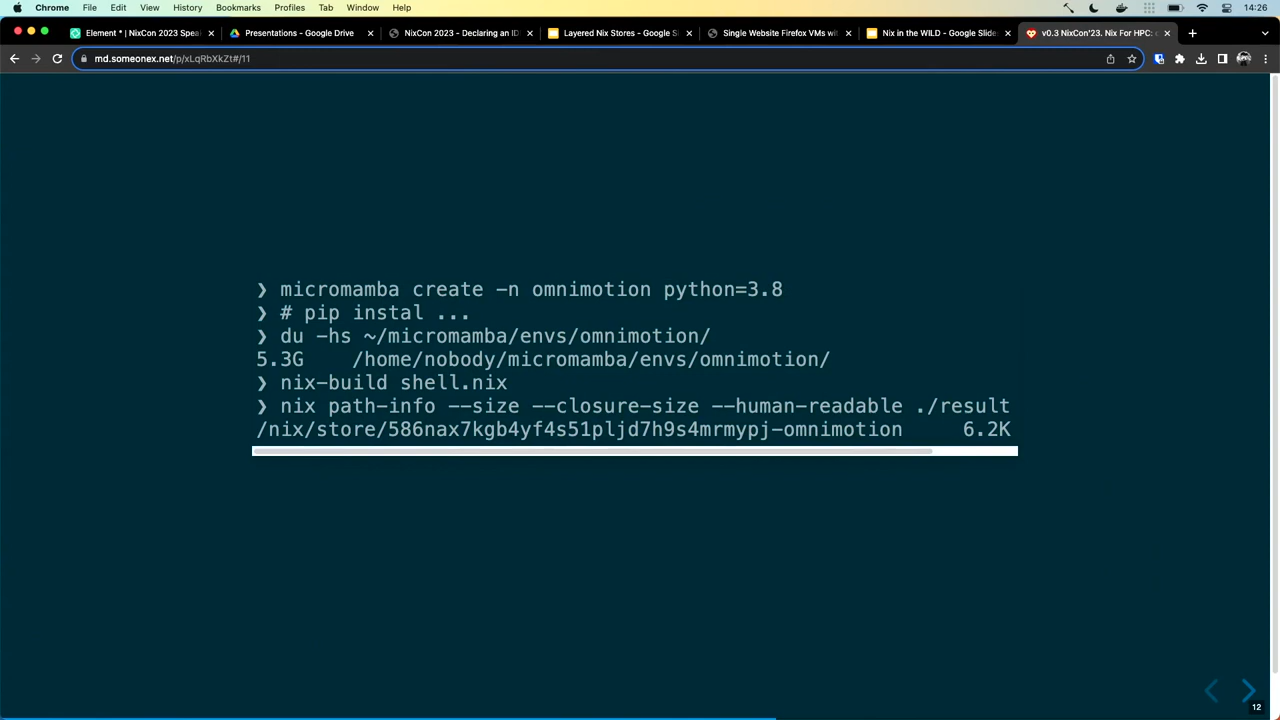 Chrome File Edit View History Bookmarks Profiles Tab Window Help 14:26
Element * | NixCon 2023 Spea Presentations - Google Drive NixCon 2023 - Declaring an ID Layered Nix Stores - Google S Single Website Firefox VMs wit Nix in the WILD - Google Slide v0.3 NixCon'23. Nix For HPC:
md.someonex.net/p/xLqRbXkZt#/11
❯ micromamba create -n omnimotion python=3.8
❯ # pip instal ...
❯ du -hs ~/micromamba/envs/omnimotion/
5.3G /home/nobody/micromamba/envs/omnimotion/
❯ nix-build shell.nix
❯ nix path-info --size --closure-size --human-readable ./result
/nix/store/586nax7kgb4yf4s51pljd7h9s4mrmypj-omnimotion 6.2K
12